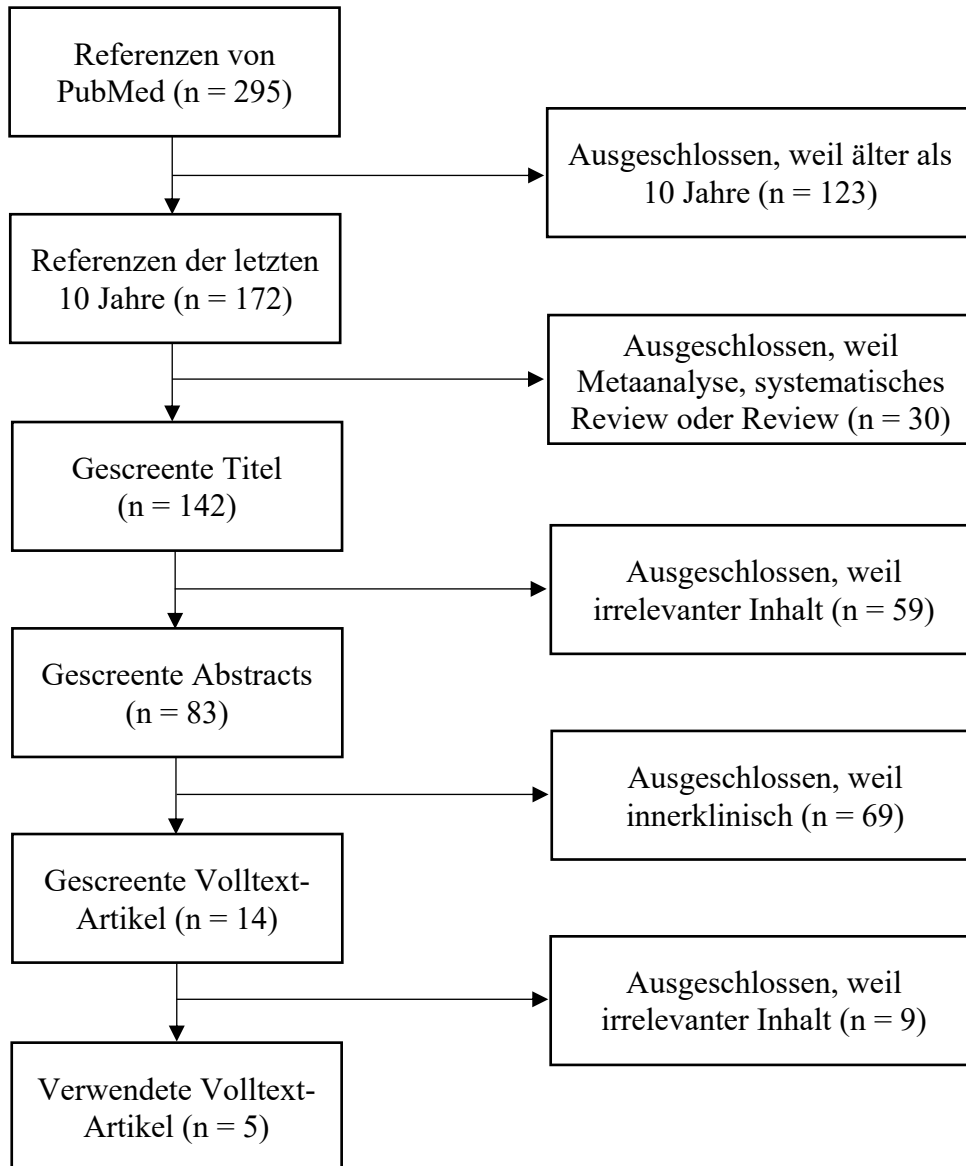 Referenzen von
PubMed (n = 295)
Ausgeschlossen, weil älter als
10 Jahre (n = 123)
Referenzen der letzten
10 Jahre (n = 172)
Ausgeschlossen, weil
Metaanalyse, systematisches
Review oder Review (n = 30)
Gescreente Titel
(n = 142)
Ausgeschlossen, weil
irrelevanter Inhalt (n = 59)
Gescreente Abstracts
(n = 83)
Ausgeschlossen, weil
innerklinisch (n = 69)
Gescreente Volltext-
Artikel (n = 14)
Ausgeschlossen, weil
irrelevanter Inhalt (n = 9)
Verwendete Volltext-
Artikel (n = 5)